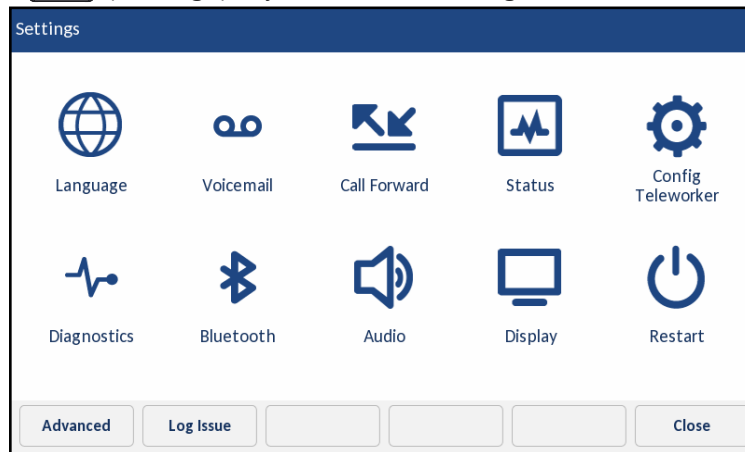 Settings
Language Voicemail Call Forward Status Config Teleworker
Diagnostics Bluetooth Audio Display Restart
Advanced Log Issue Close